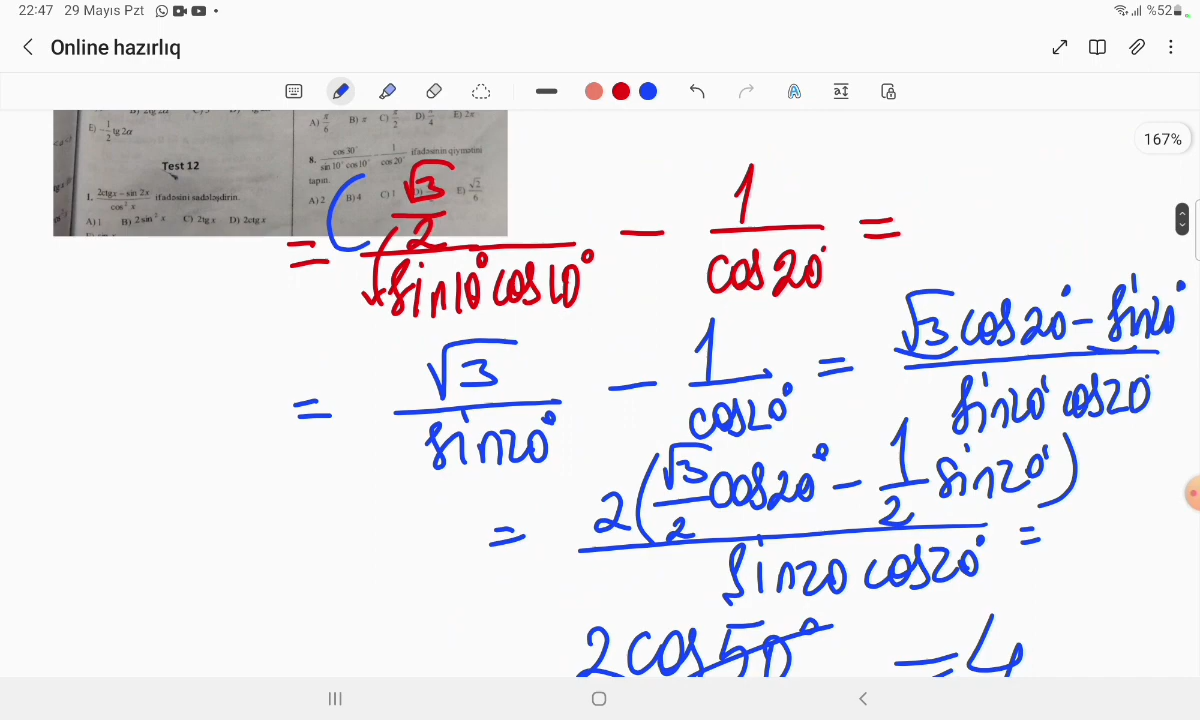 22:47 29 Mayıs Pzt %52
Online hazırlıq
167%
E) -1/2 tg 2α
Test 12
1. (2ctgx – sin 2x)/cos² x ifadəsini sadələşdirin.
A) 1 B) 2 sin² x C) 2tg x D) 2ctg x
A) π/6 B) π C) π/2 D) π/4 E) 2π
8. cos 30°/(sin 10° cos 10°) - 1/cos 20° ifadəsinin qiymətini
tapın.
A) 2 B) 4 C) 1 E) √2/6
= (√3/2)/(sin10° cos10°) − 1/cos20° =
= √3/sin20° − 1/cos20° = (√3 cos20° − sin20°)/(sin20° cos20)
= 2(√3/2 cos20° − 1/2 sin20°)/(sin20 cos20°) =
2cos50° = 4